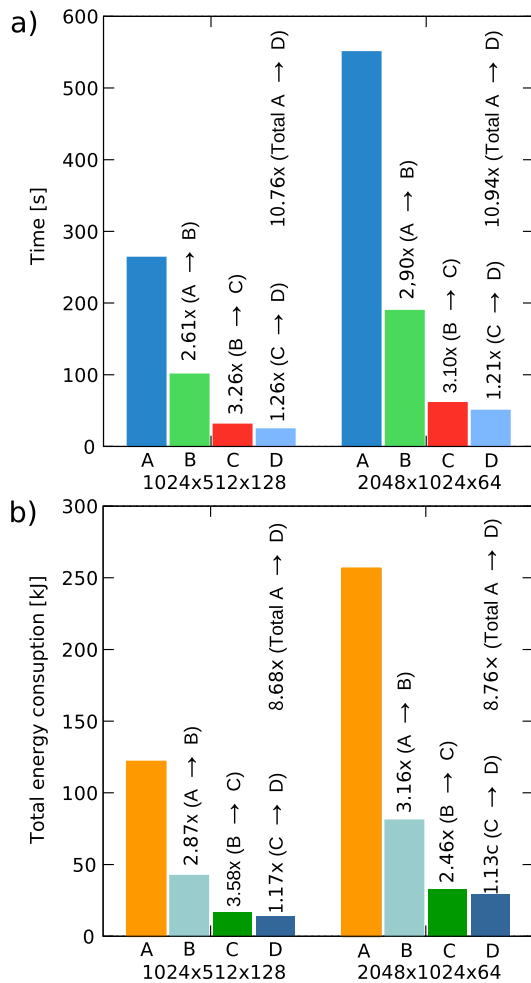 a)
600
500
400
300
200
100
0
Time [s]
2.61x (A → B)
3.26x (B → C)
1.26x (C → D)
10.76x (Total A → D)
2,90x (A → B)
3.10x (B → C)
1.21x (C → D)
10.94x (Total A → D)
A B C D A B C D
1024x512x128 2048x1024x64
b)
300
250
200
150
100
50
0
Total energy consuption [kJ]
2.87x (A → B)
3.58x (B → C)
1.17x (C → D)
8.68x (Total A → D)
3.16x (A → B)
2.46x (B → C)
1.13c (C → D)
8.76× (Total A → D)
A B C D A B C D
1024x512x128 2048x1024x64